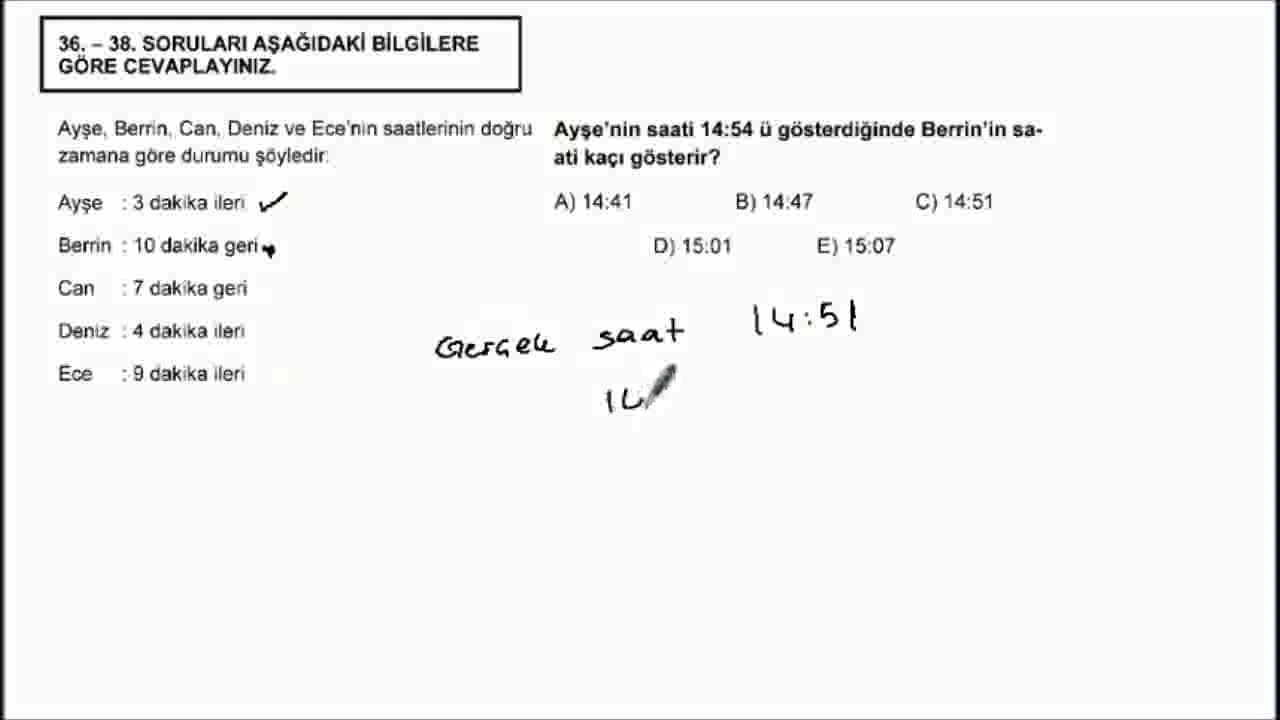 36. – 38. SORULARI AŞAĞIDAKİ BİLGİLERE
GÖRE CEVAPLAYINIZ.
Ayşe, Berrin, Can, Deniz ve Ece'nin saatlerinin doğru
zamana göre durumu şöyledir:
Ayşe : 3 dakika ileri
Berrin : 10 dakika geri
Can : 7 dakika geri
Deniz : 4 dakika ileri
Ece : 9 dakika ileri
Ayşe'nin saati 14:54 ü gösterdiğinde Berrin'in sa-
ati kaçı gösterir?
A) 14:41 B) 14:47 C) 14:51
D) 15:01 E) 15:07
Gerçek saat 14:51
14